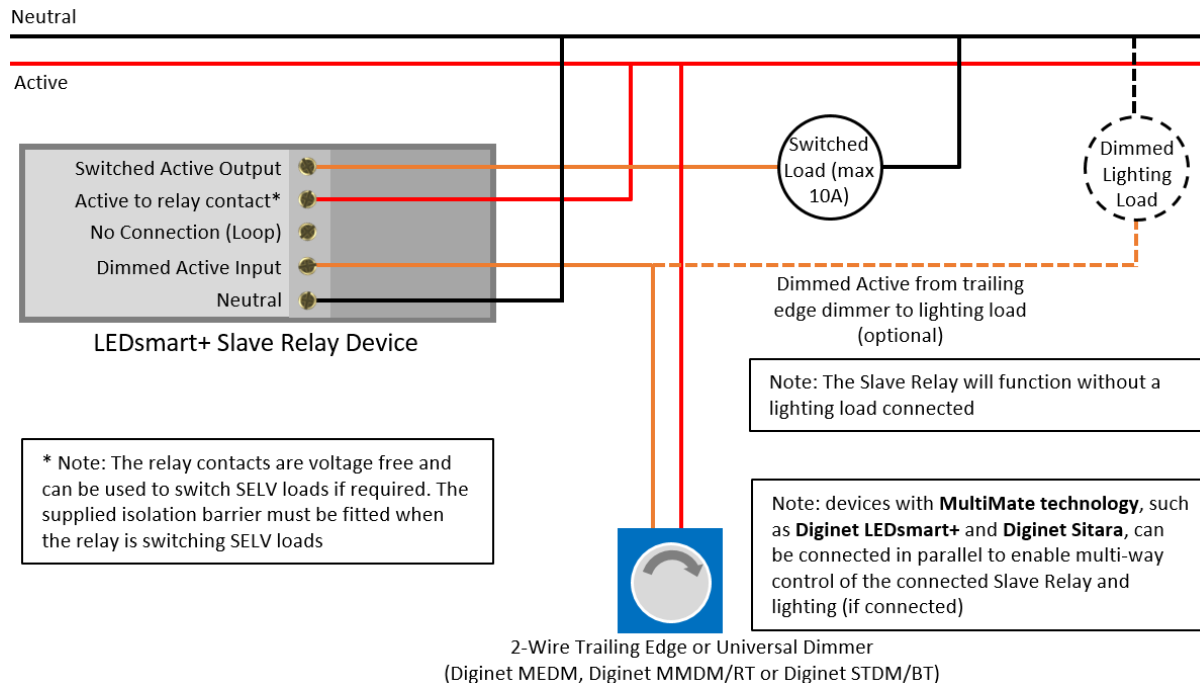 Neutral
Active
Switched Active Output
Active to relay contact*
No Connection (Loop)
Dimmed Active Input
Neutral
LEDsmart+ Slave Relay Device
Switched
Load (max
10A)
Dimmed
Lighting
Load
Dimmed Active from trailing
edge dimmer to lighting load
(optional)
Note: The Slave Relay will function without a
lighting load connected
* Note: The relay contacts are voltage free and
can be used to switch SELV loads if required. The
supplied isolation barrier must be fitted when
the relay is switching SELV loads
Note: devices with MultiMate technology, such
as Diginet LEDsmart+ and Diginet Sitara, can
be connected in parallel to enable multi-way
control of the connected Slave Relay and
lighting (if connected)
2-Wire Trailing Edge or Universal Dimmer
(Diginet MEDM, Diginet MMDM/RT or Diginet STDM/BT)